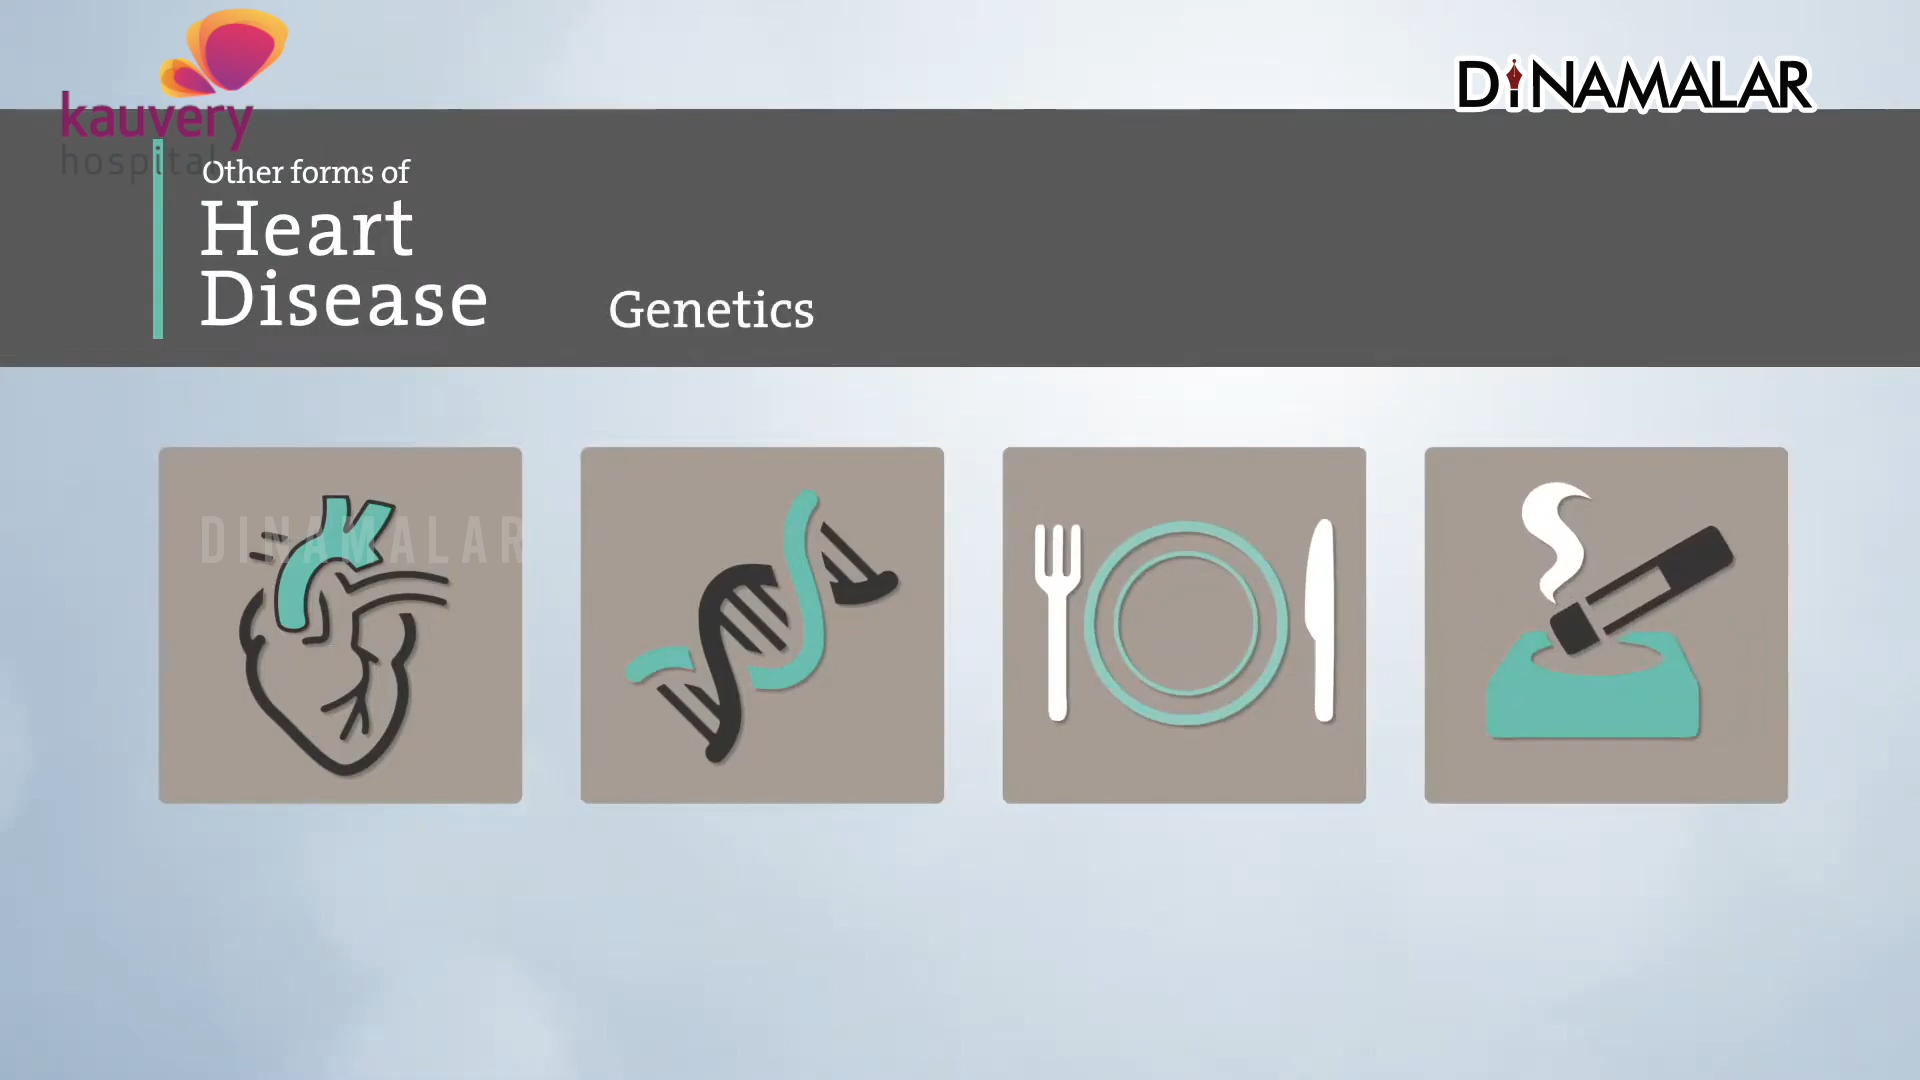 kauvery
hospital
DiNAMALAR
Other forms of
Heart
Disease
Genetics
DINAMALAR